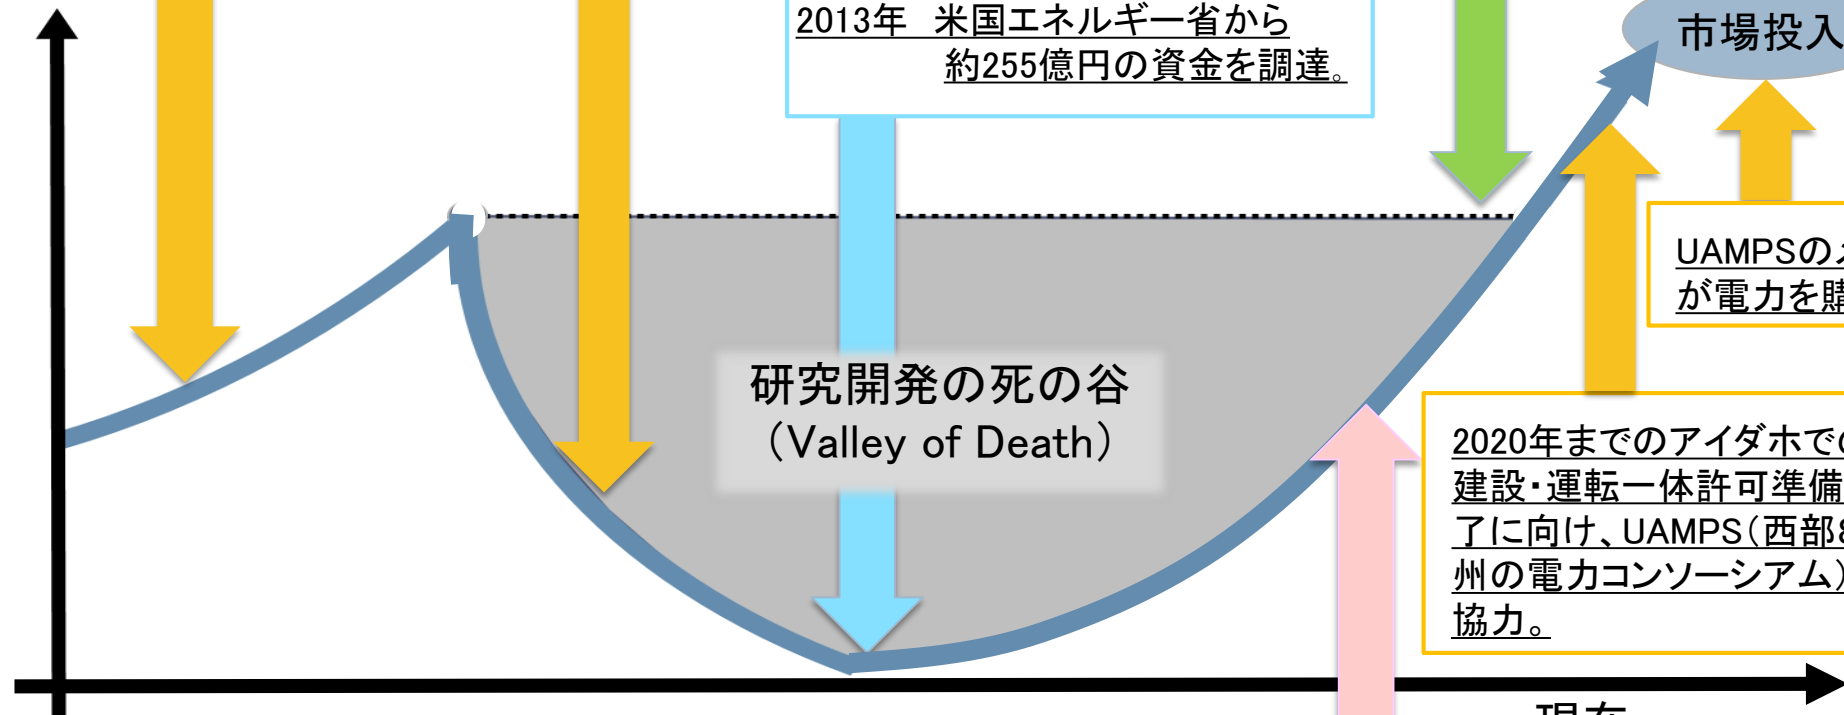 2013年　米国エネルギー省から
約255億円の資金を調達。
市場投入
UAMPSの
が電力を
研究開発の死の谷
（Valley of Death）
2020年までのアイダホでの
建設・運転一体許可準備
了に向け、UAMPS（西部8
州の電力コンソーシアム）
協力。
現在